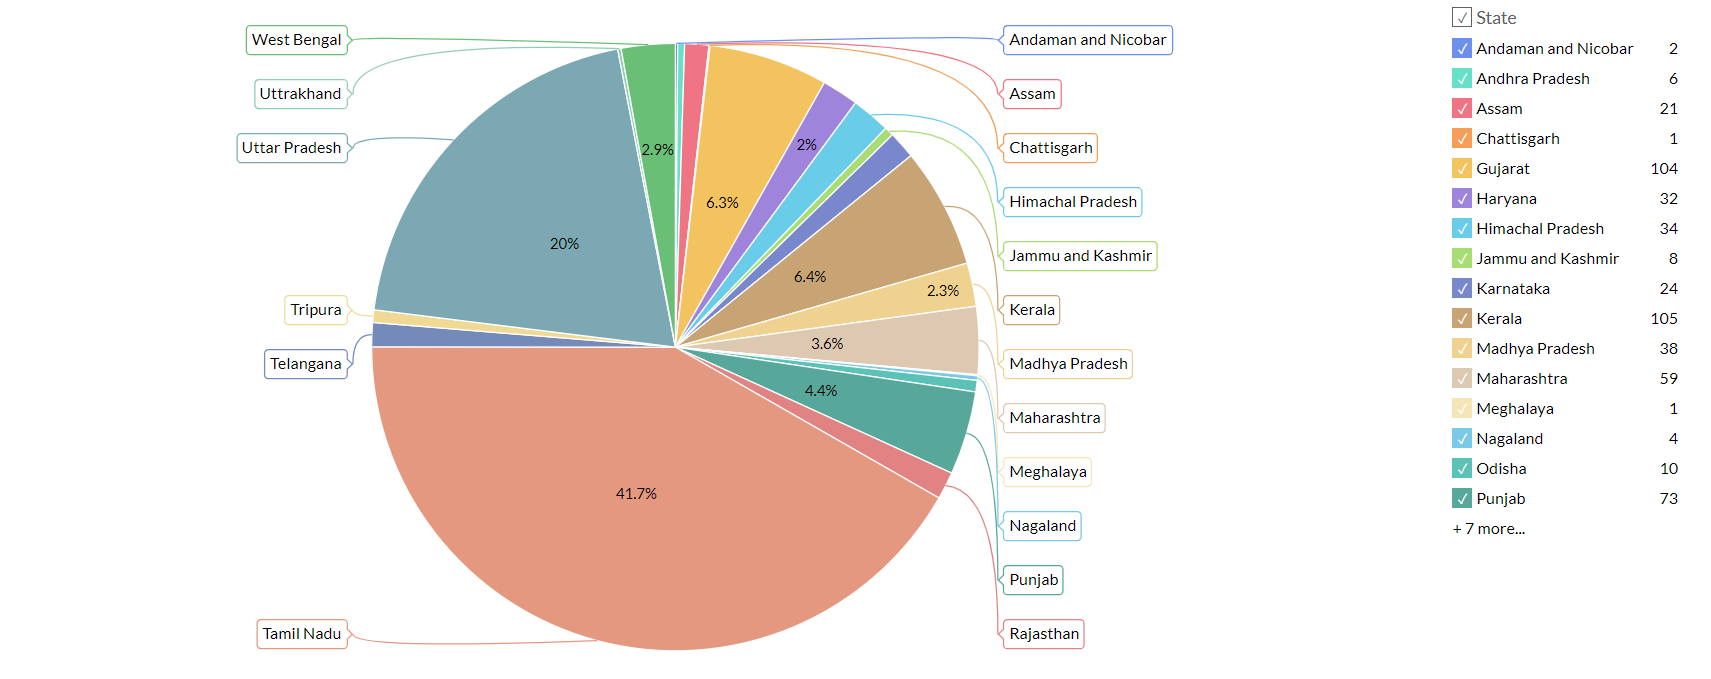 West Bengal
Uttrakhand
Uttar Pradesh
Tripura
Telangana
Tamil Nadu
2.9%
20%
41.7%
6.3%
2%
6.4%
2.3%
3.6%
4.4%
Andaman and Nicobar
Assam
Chattisgarh
Himachal Pradesh
Jammu and Kashmir
Kerala
Madhya Pradesh
Maharashtra
Meghalaya
Nagaland
Punjab
Rajasthan
State
Andaman and Nicobar 2
Andhra Pradesh 6
Assam 21
Chattisgarh 1
Gujarat 104
Haryana 32
Himachal Pradesh 34
Jammu and Kashmir 8
Karnataka 24
Kerala 105
Madhya Pradesh 38
Maharashtra 59
Meghalaya 1
Nagaland 4
Odisha 10
Punjab 73
+ 7 more...